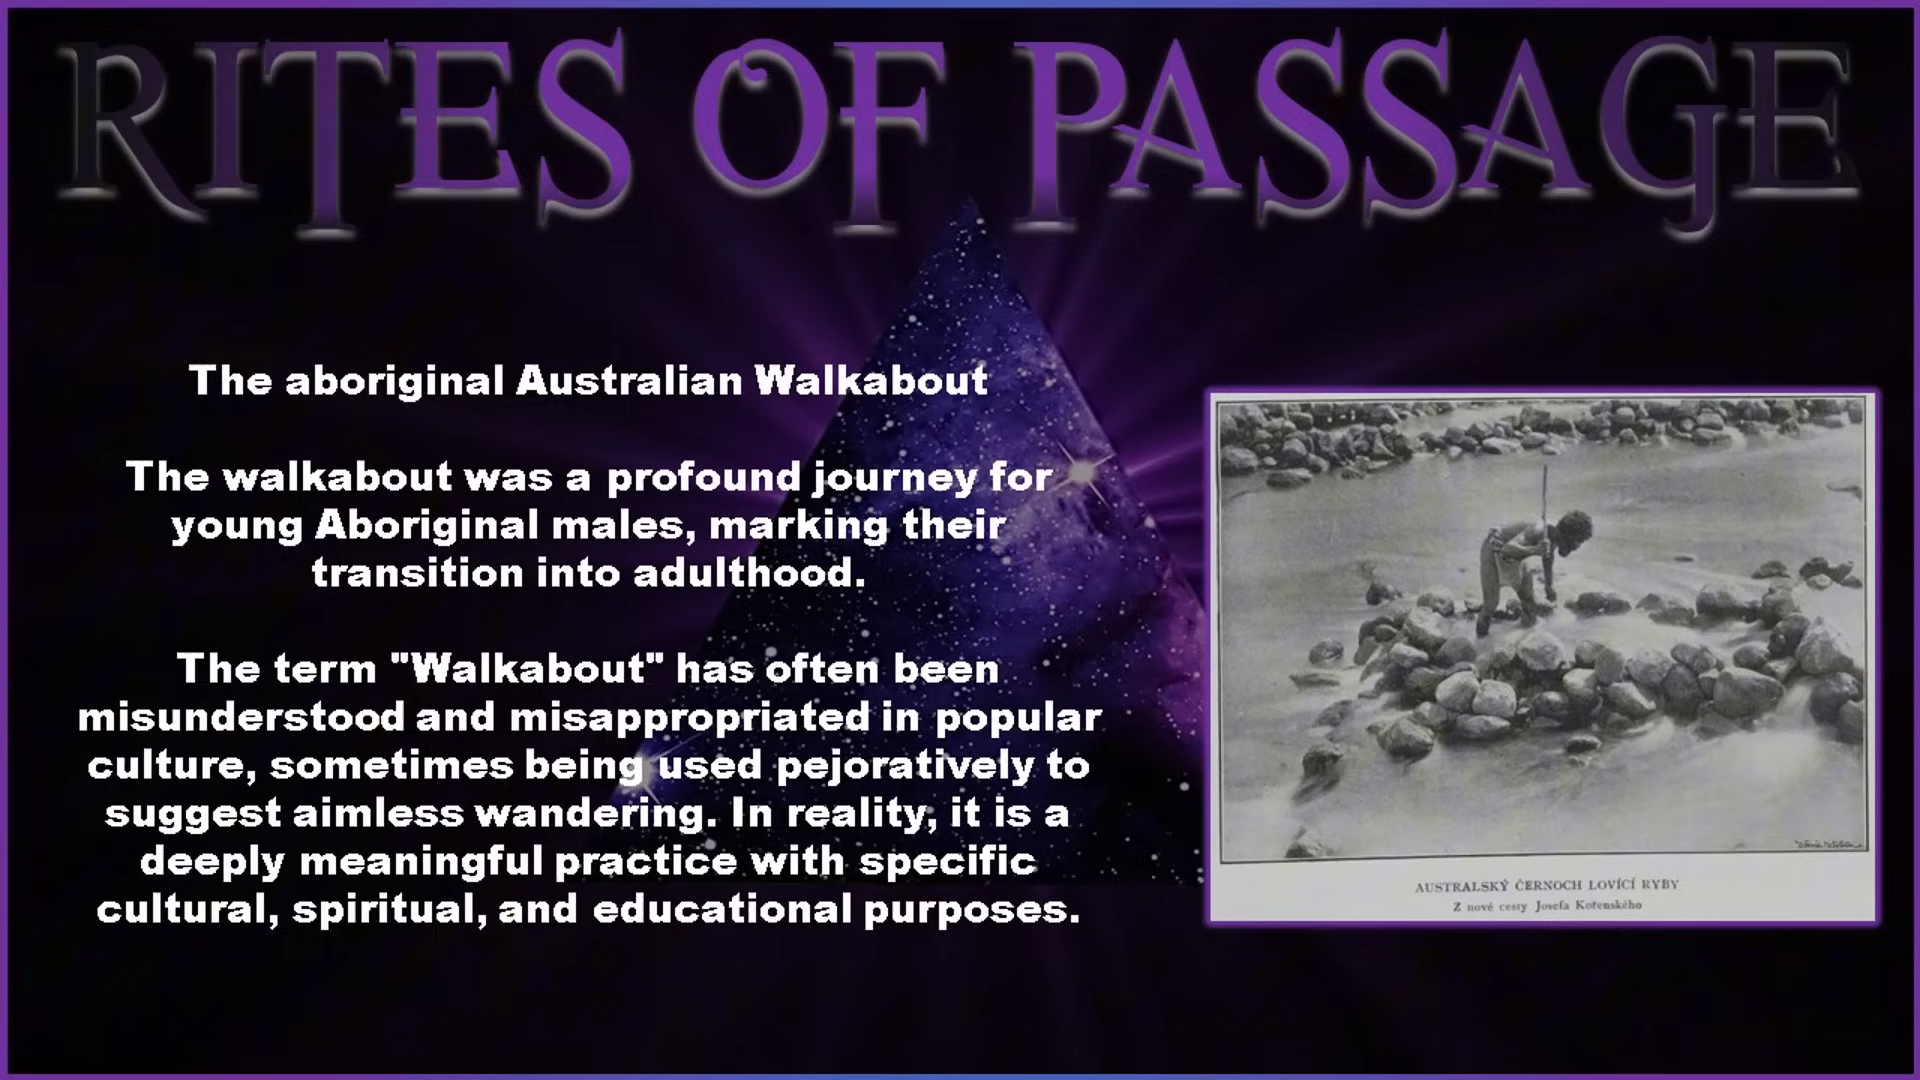 RITES OF PASSAGE
The aboriginal Australian Walkabout
The walkabout was a profound journey for
young Aboriginal males, marking their
transition into adulthood.
The term "Walkabout" has often been
misunderstood and misappropriated in popular
culture, sometimes being used pejoratively to
suggest aimless wandering. In reality, it is a
deeply meaningful practice with specific
cultural, spiritual, and educational purposes.
AUSTRALSKÝ ČERNOCH LOVÍCÍ RYBY
Z nové cesty Josefa Kořenského